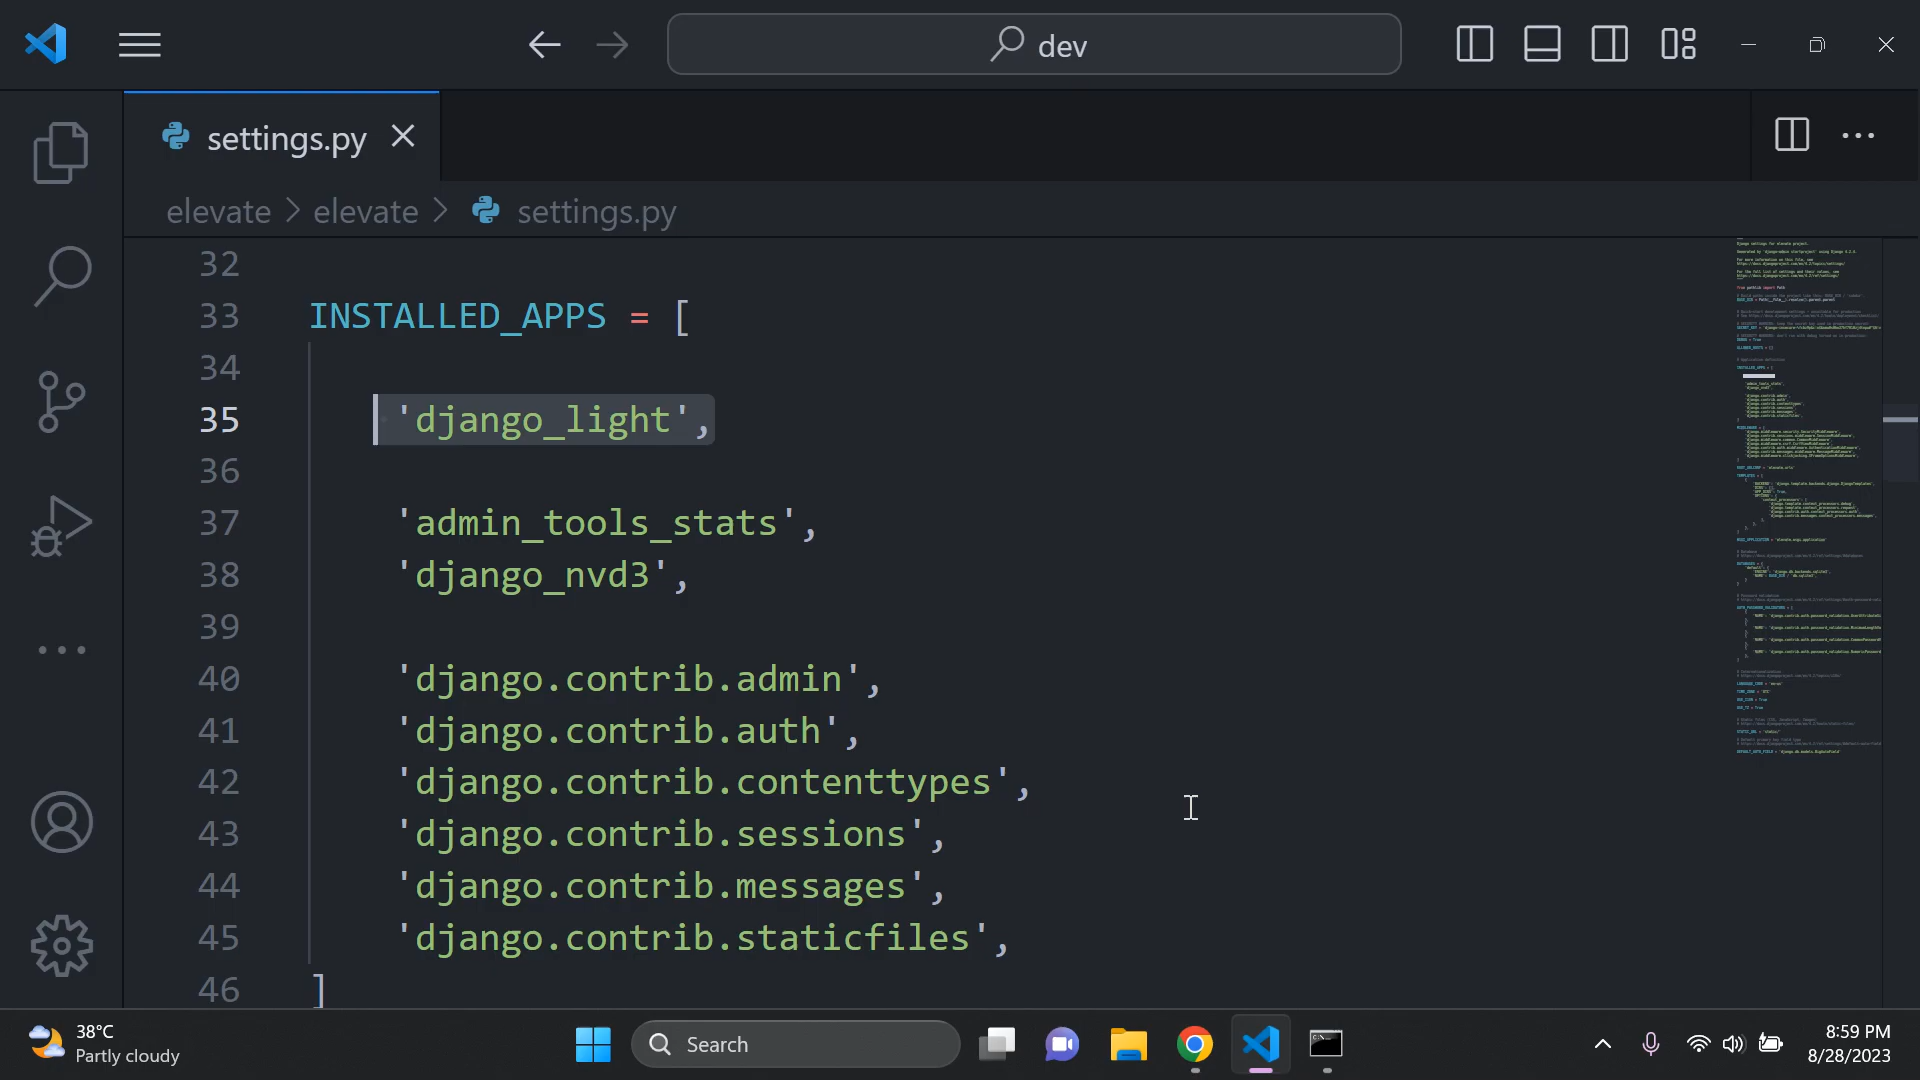 dev
settings.py
elevate > elevate > settings.py
32
33 INSTALLED_APPS = [
34
35 'django_light',
36
37 'admin_tools_stats',
38 'django_nvd3',
39
40 'django.contrib.admin',
41 'django.contrib.auth',
42 'django.contrib.contenttypes',
43 'django.contrib.sessions',
44 'django.contrib.messages',
45 'django.contrib.staticfiles',
46 ]
38°C
Partly cloudy
Search
8:59 PM
8/28/2023